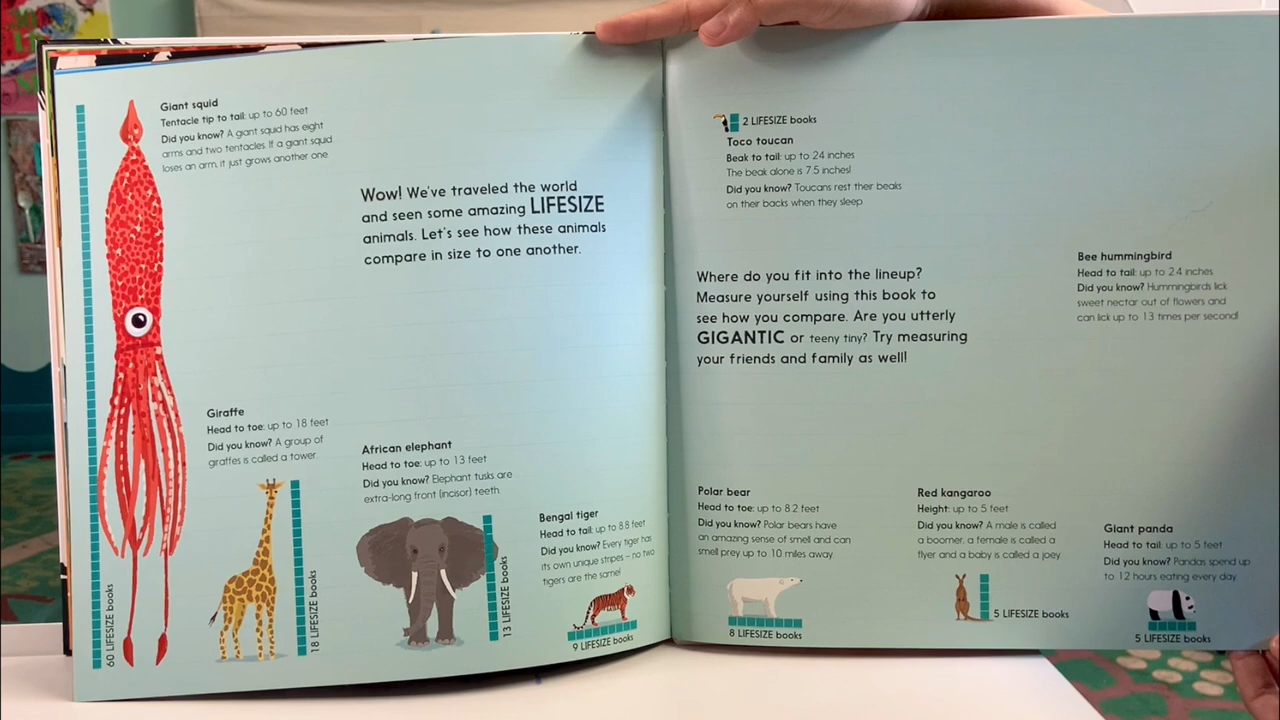 Giant squid
Tentacle tip to tail: up to 60 feet
Did you know? A giant squid has eight
arms and two tentacles. If a giant squid
loses an arm, it just grows another one.
Wow! We've traveled the world
and seen some amazing LIFESIZE
animals. Let's see how these animals
compare in size to one another.
Giraffe
Head to toe: up to 18 feet
Did you know? A group of
giraffes is called a tower.
African elephant
Head to toe: up to 13 feet
Did you know? Elephant tusks are
extra-long front (incisor) teeth.
Bengal tiger
Head to tail: up to 8.8 feet
Did you know? Every tiger has
its own unique stripes – no two
tigers are the same!
60 LIFESIZE books
18 LIFESIZE books
13 LIFESIZE books
9 LIFESIZE books
2 LIFESIZE books
Toco toucan
Beak to tail: up to 24 inches
The beak alone is 7.5 inches!
Did you know? Toucans rest their beaks
on their backs when they sleep.
Where do you fit into the lineup?
Measure yourself using this book to
see how you compare. Are you utterly
GIGANTIC or teeny tiny? Try measuring
your friends and family as well!
Bee hummingbird
Head to tail: up to 2.4 inches
Did you know? Hummingbirds lick
sweet nectar out of flowers and
can lick up to 13 times per second!
Polar bear
Head to toe: up to 8.2 feet
Did you know? Polar bears have
an amazing sense of smell and can
smell prey up to 10 miles away.
8 LIFESIZE books
Red kangaroo
Height: up to 5 feet
Did you know? A male is called
a boomer, a female is called a
flyer and a baby is called a joey.
5 LIFESIZE books
Giant panda
Head to tail: up to 5 feet
Did you know? Pandas spend up
to 12 hours eating every day.
5 LIFESIZE books